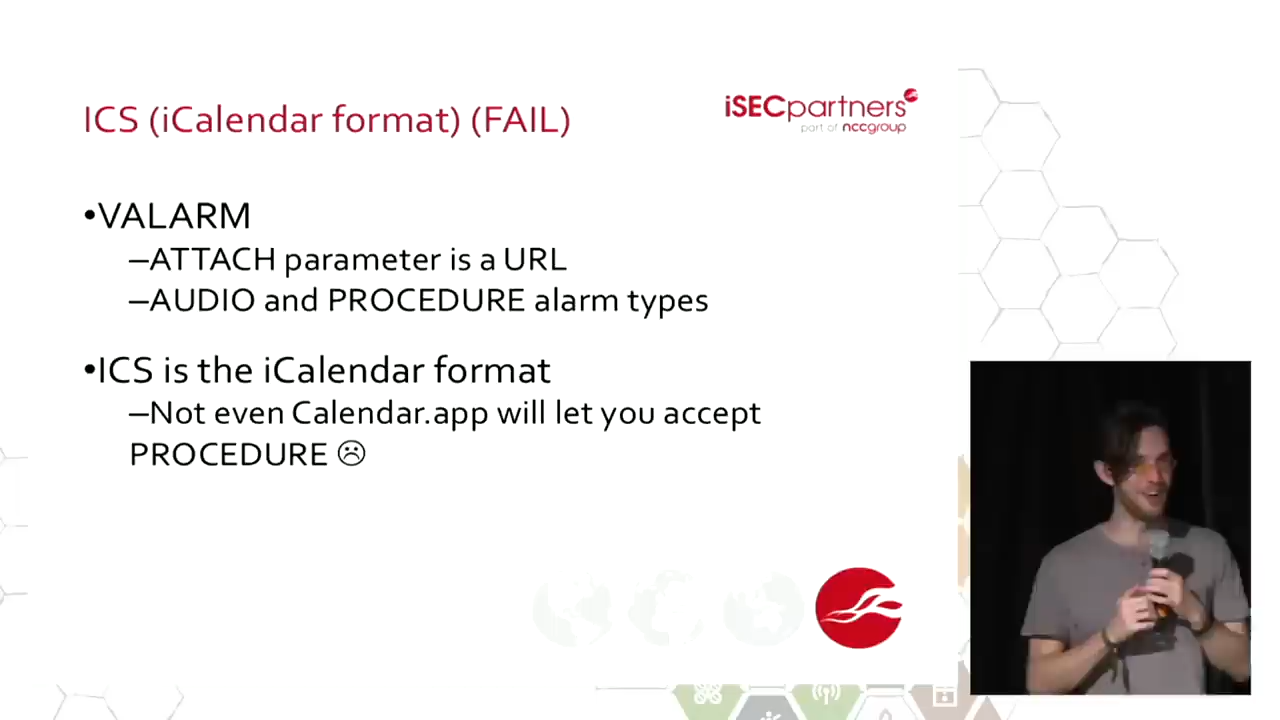 ICS (iCalendar format) (FAIL)
iSECpartners
part of nccgroup
•VALARM
–ATTACH parameter is a URL
–AUDIO and PROCEDURE alarm types
•ICS is the iCalendar format
–Not even Calendar.app will let you accept
PROCEDURE ☹